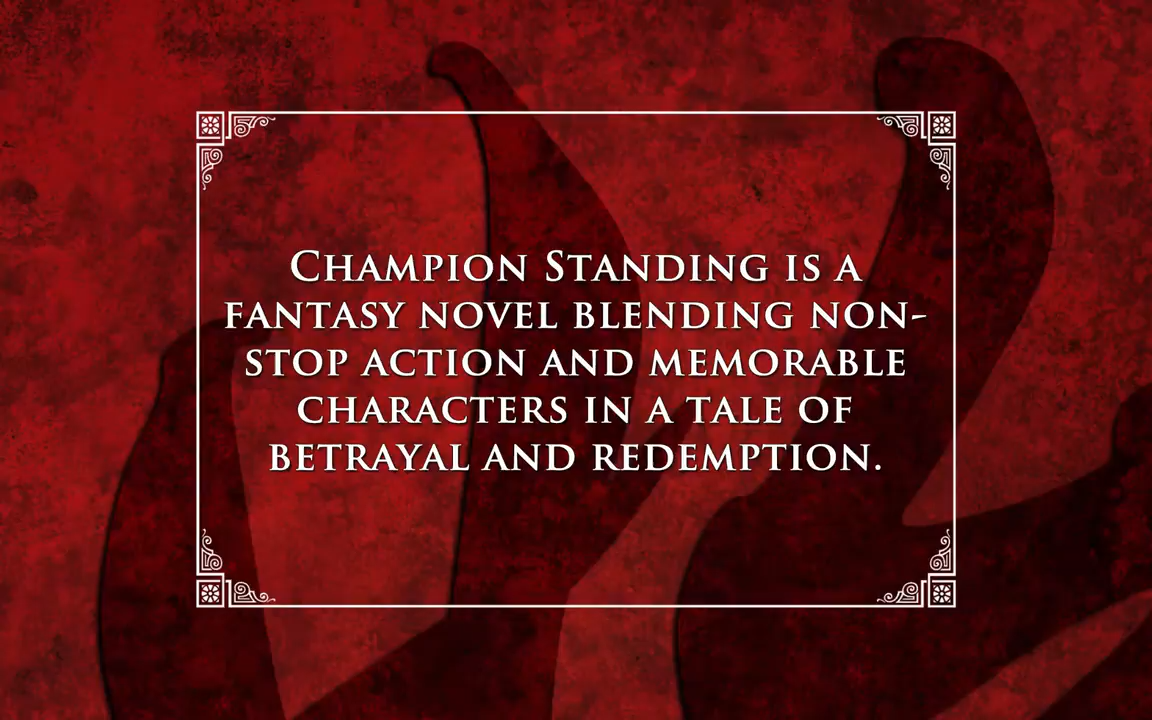 Champion Standing is a
fantasy novel blending non-
stop action and memorable
characters in a tale of
betrayal and redemption.